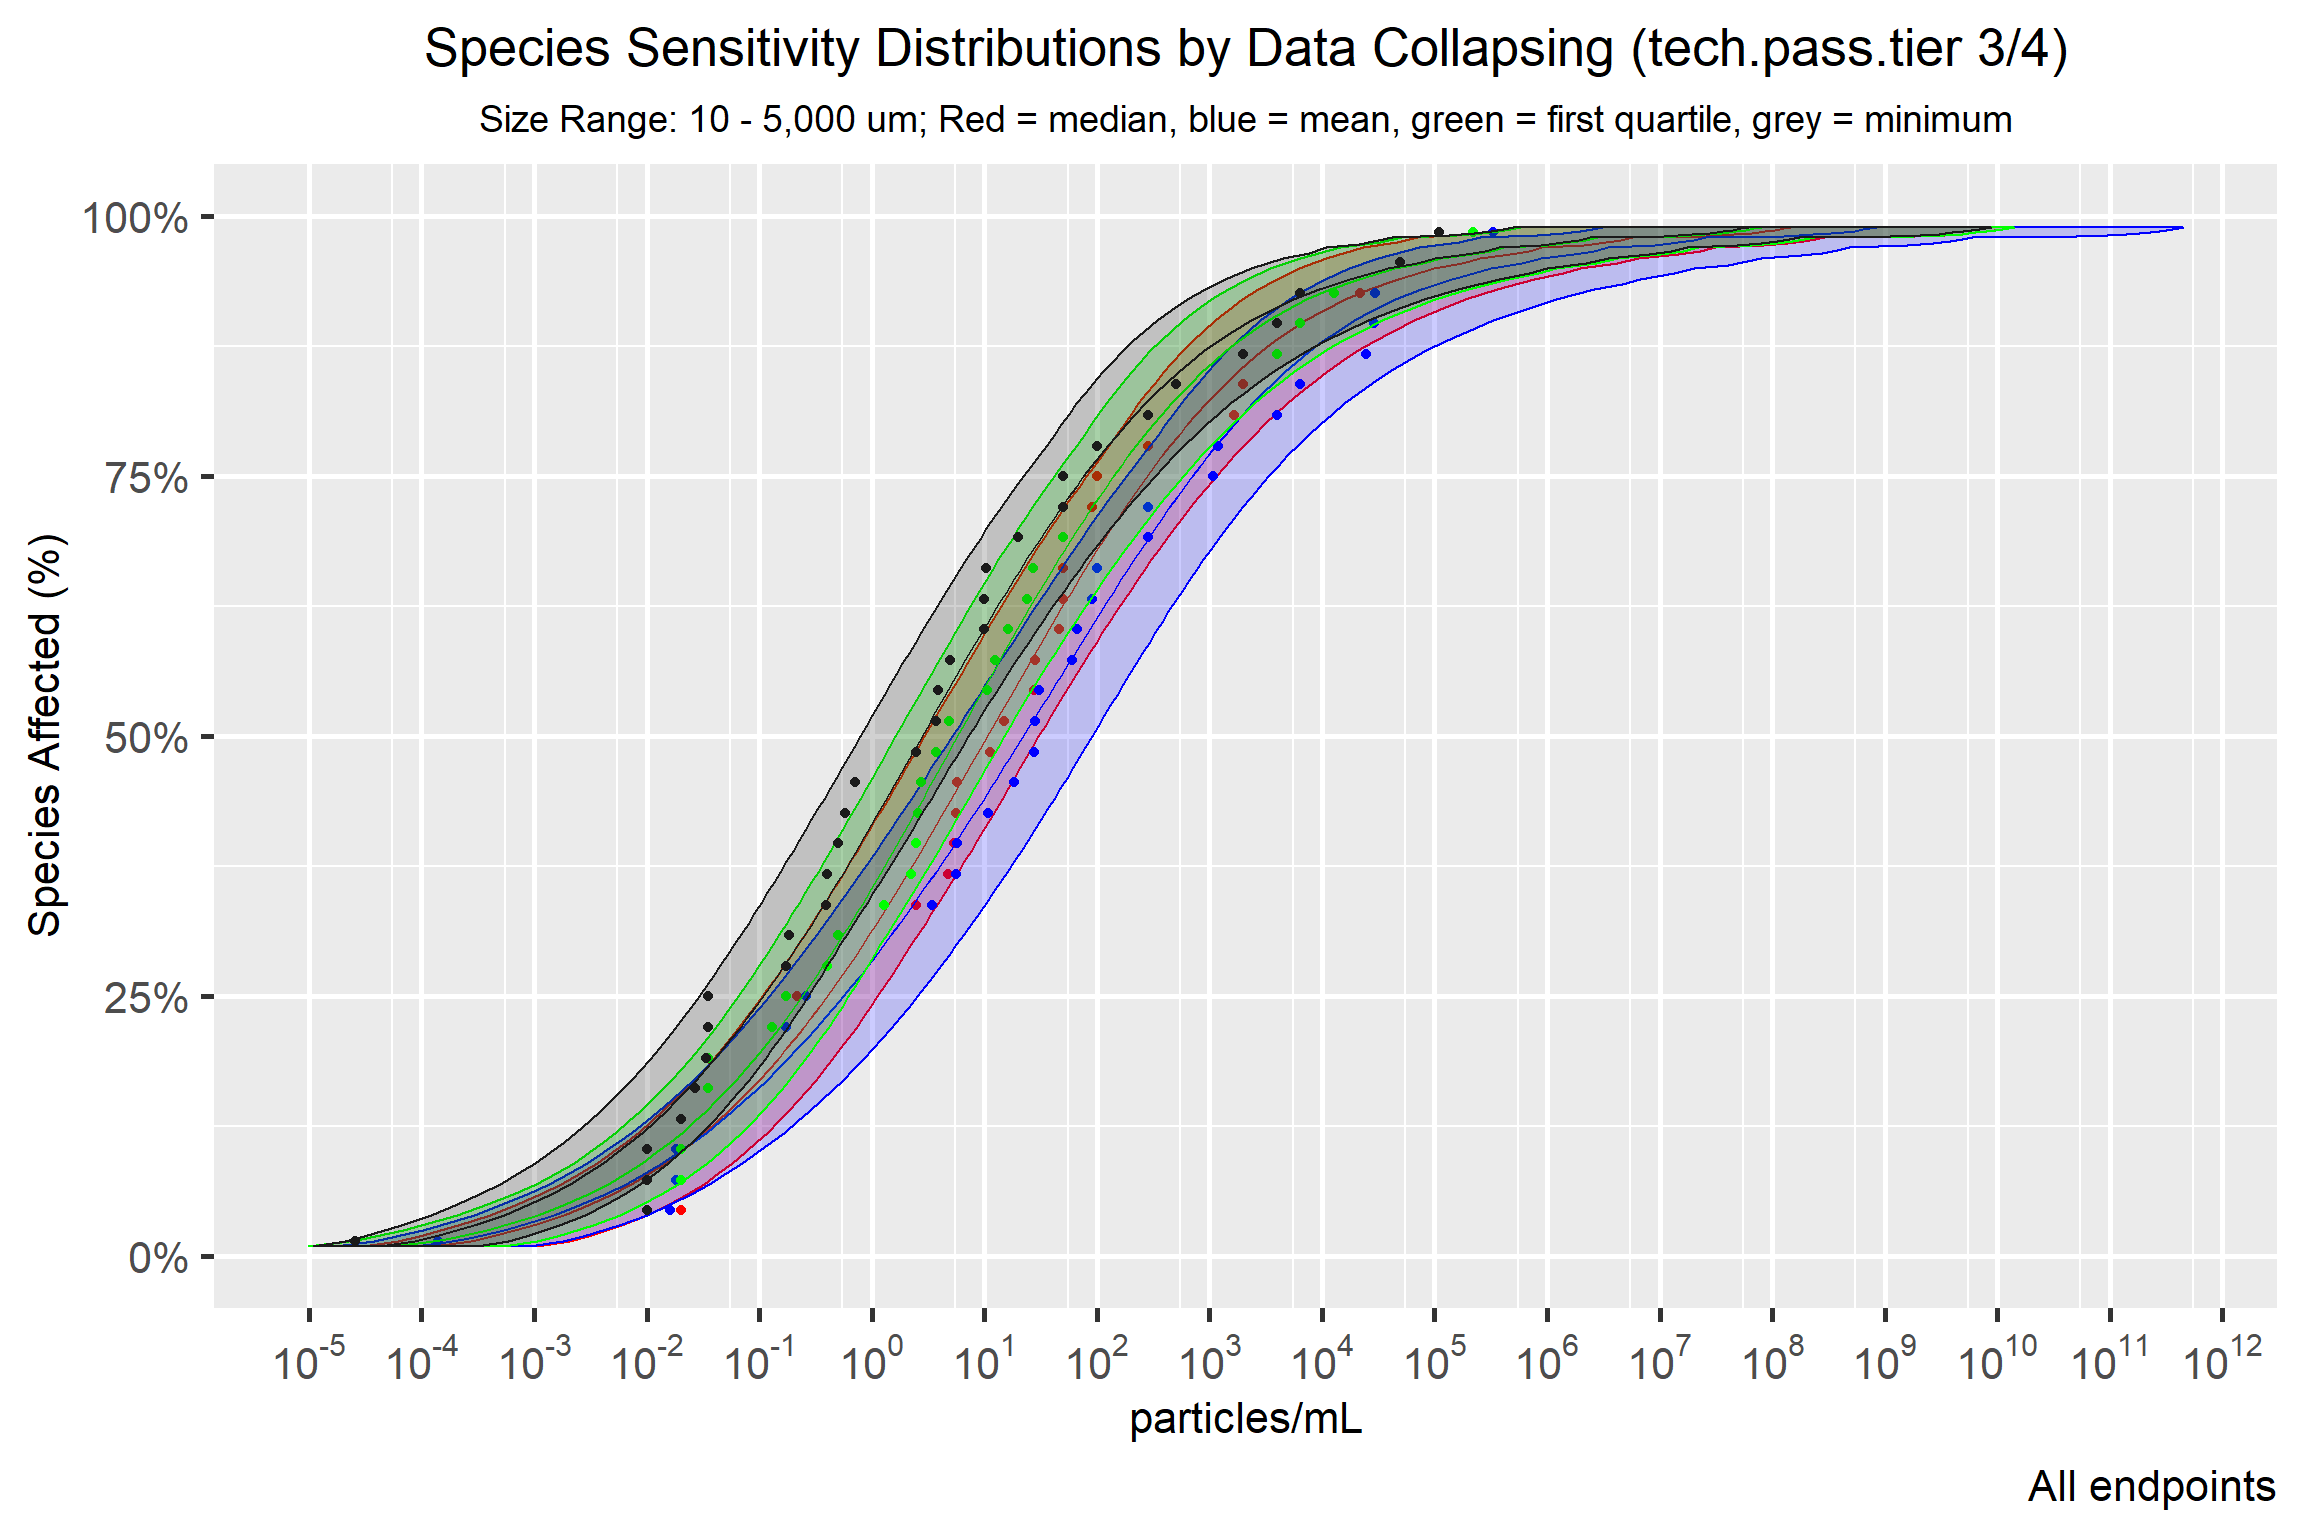 Species Sensitivity Distributions by Data Collapsing (tech.pass.tier 3/4)
Size Range: 10 - 5,000 um; Red = median, blue = mean, green = first quartile, grey = minimum
100%
75%
50%
25%
0%
Species Affected (%)
10⁻⁵ 10⁻⁴ 10⁻³ 10⁻² 10⁻¹ 10⁰ 10¹ 10² 10³ 10⁴ 10⁵ 10⁶ 10⁷ 10⁸ 10⁹ 10¹⁰ 10¹¹ 10¹²
particles/mL
All endpoints